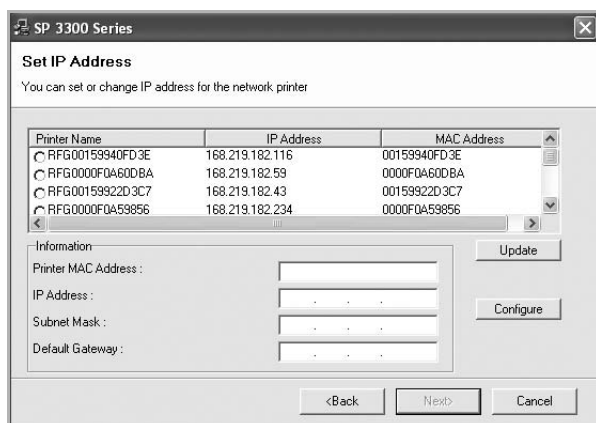 SP 3300 Series
Set IP Address
You can set or change IP address for the network printer
Printer Name IP Address MAC Address
RFG00159940FD3E 168.219.182.116 00159940FD3E
RFG0000F0A60DBA 168.219.182.59 0000F0A60DBA
RFG00159922D3C7 168.219.182.43 00159922D3C7
RFG0000F0A59856 168.219.182.234 0000F0A59856
Information
Update
Printer MAC Address :
IP Address : . . .
Configure
Subnet Mask : . . .
Default Gateway : . . .
<Back Next> Cancel